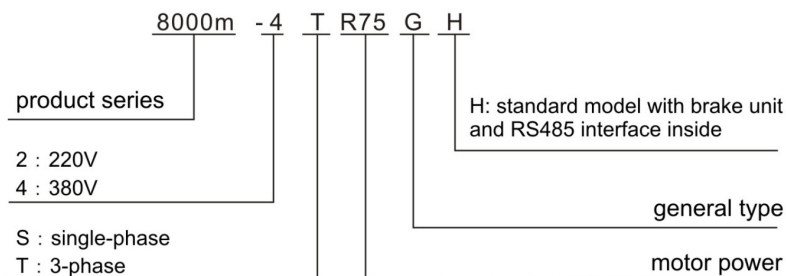 8000m -4 T R75 G H
product series
H: standard model with brake unit
and RS485 interface inside
2 : 220V
4 : 380V
general type
S : single-phase
T : 3-phase
motor power